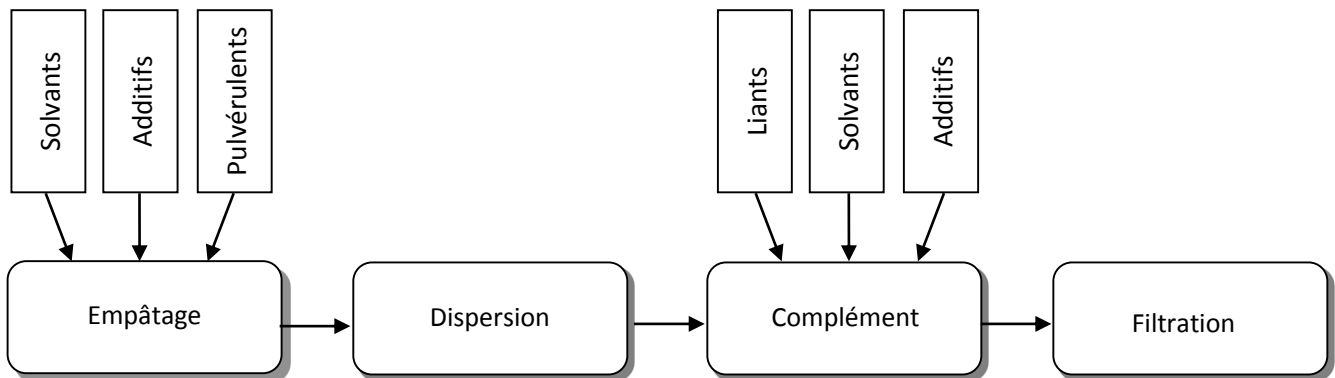 Solvants
Additifs
Pulvérulents
Liants
Solvants
Additifs
Empâtage
Dispersion
Complément
Filtration